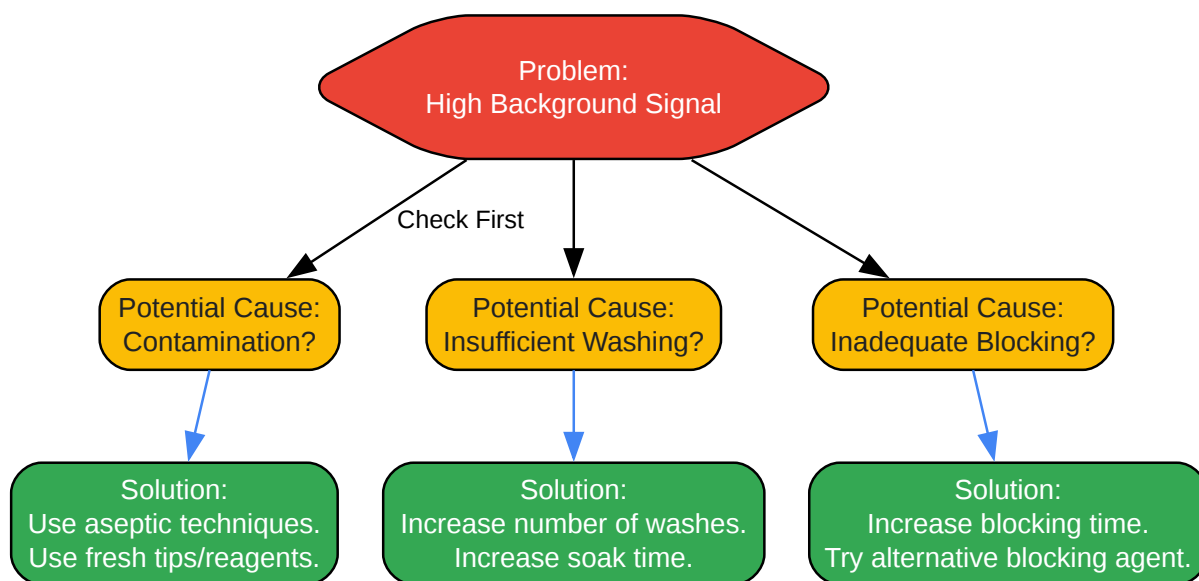 Problem:
High Background Signal
Check First
Potential Cause:
Contamination?
Potential Cause:
Insufficient Washing?
Potential Cause:
Inadequate Blocking?
Solution:
Use aseptic techniques.
Use fresh tips/reagents.
Solution:
Increase number of washes.
Increase soak time.
Solution:
Increase blocking time.
Try alternative blocking agent.